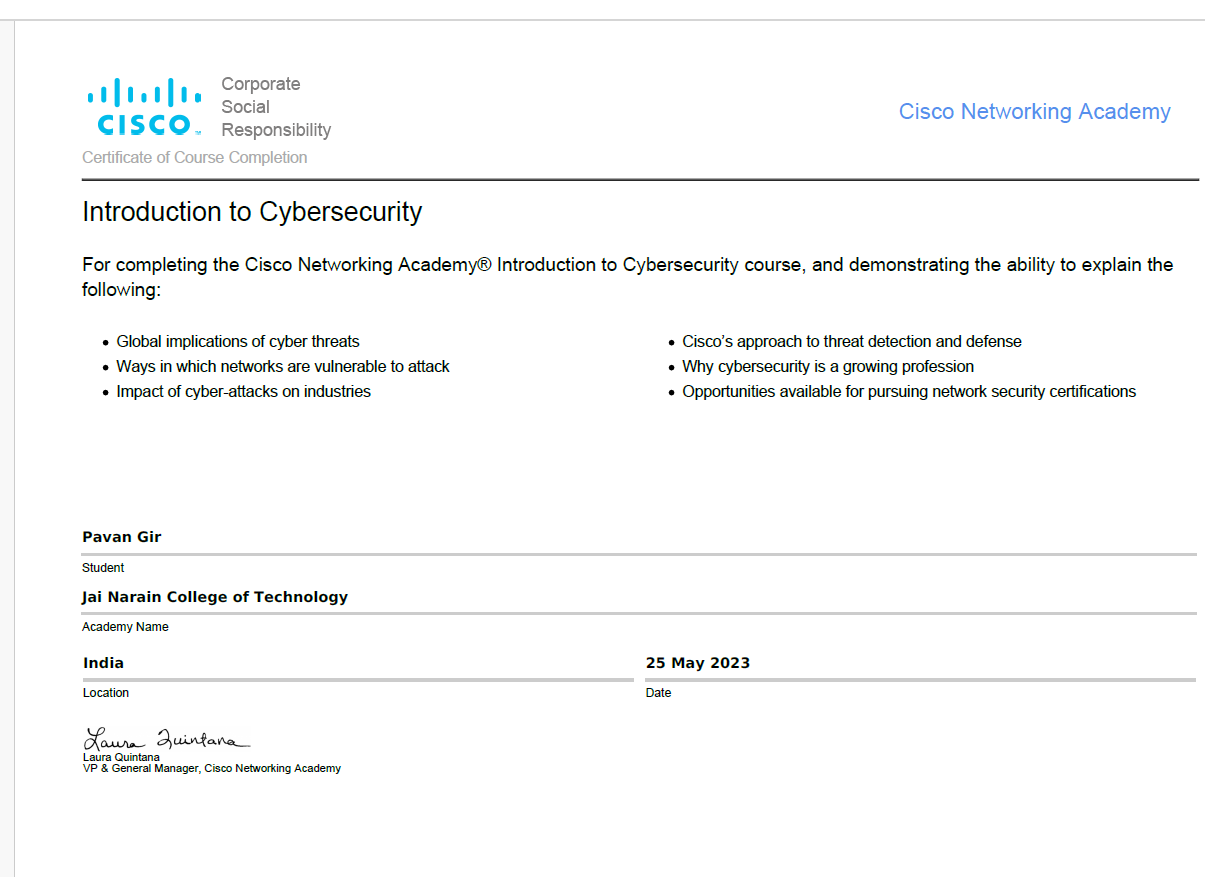 Corporate
Social
Responsibility
CISCO™
Cisco Networking Academy
Certificate of Course Completion
Introduction to Cybersecurity
For completing the Cisco Networking Academy® Introduction to Cybersecurity course, and demonstrating the ability to explain the
following:
• Global implications of cyber threats
• Ways in which networks are vulnerable to attack
• Impact of cyber-attacks on industries
• Cisco’s approach to threat detection and defense
• Why cybersecurity is a growing profession
• Opportunities available for pursuing network security certifications
Pavan Gir
Student
Jai Narain College of Technology
Academy Name
India
Location
25 May 2023
Date
Laura Quintana
Laura Quintana
VP & General Manager, Cisco Networking Academy